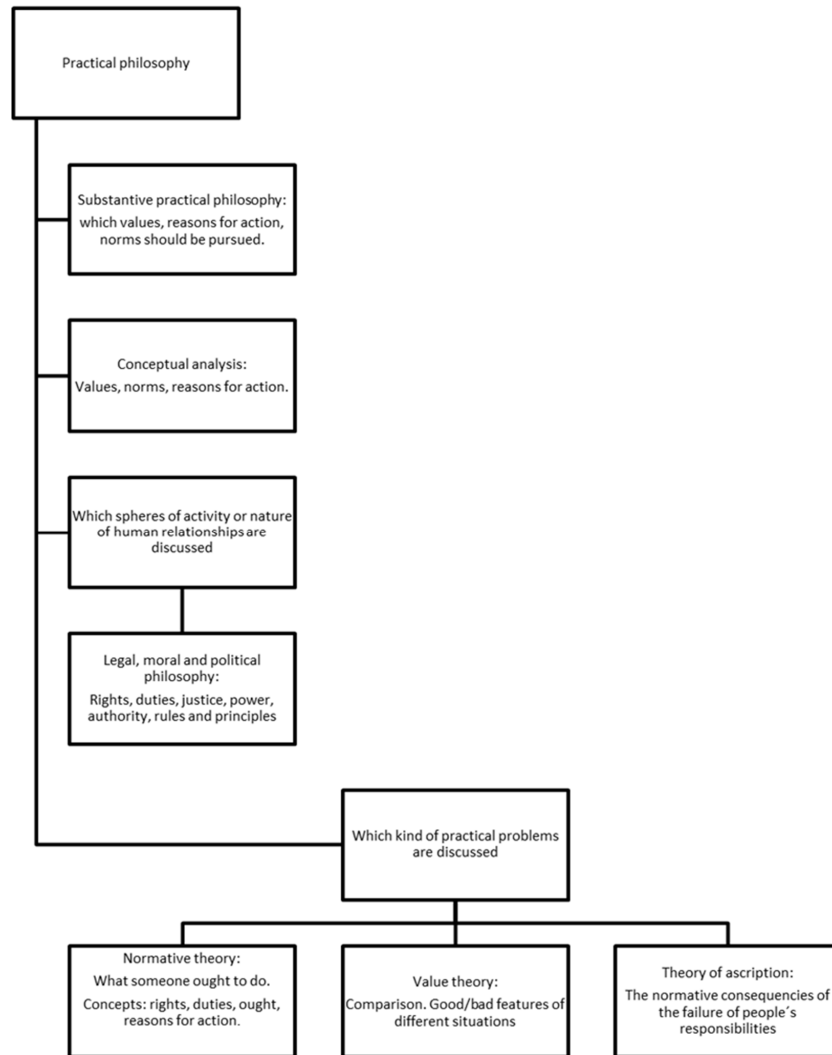 Practical philosophy
Substantive practical philosophy:
which values, reasons for action,
norms should be pursued.
Conceptual analysis:
Values, norms, reasons for action.
Which spheres of activity or nature
of human relationships are
discussed
Legal, moral and political
philosophy:
Rights, duties, justice, power,
authority, rules and principles
Which kind of practical problems
are discussed
Normative theory:
What someone ought to do.
Concepts: rights, duties, ought,
reasons for action.
Value theory:
Comparison. Good/bad features of
different situations
Theory of ascription:
The normative consequencies of
the failure of people´s
responsibilities